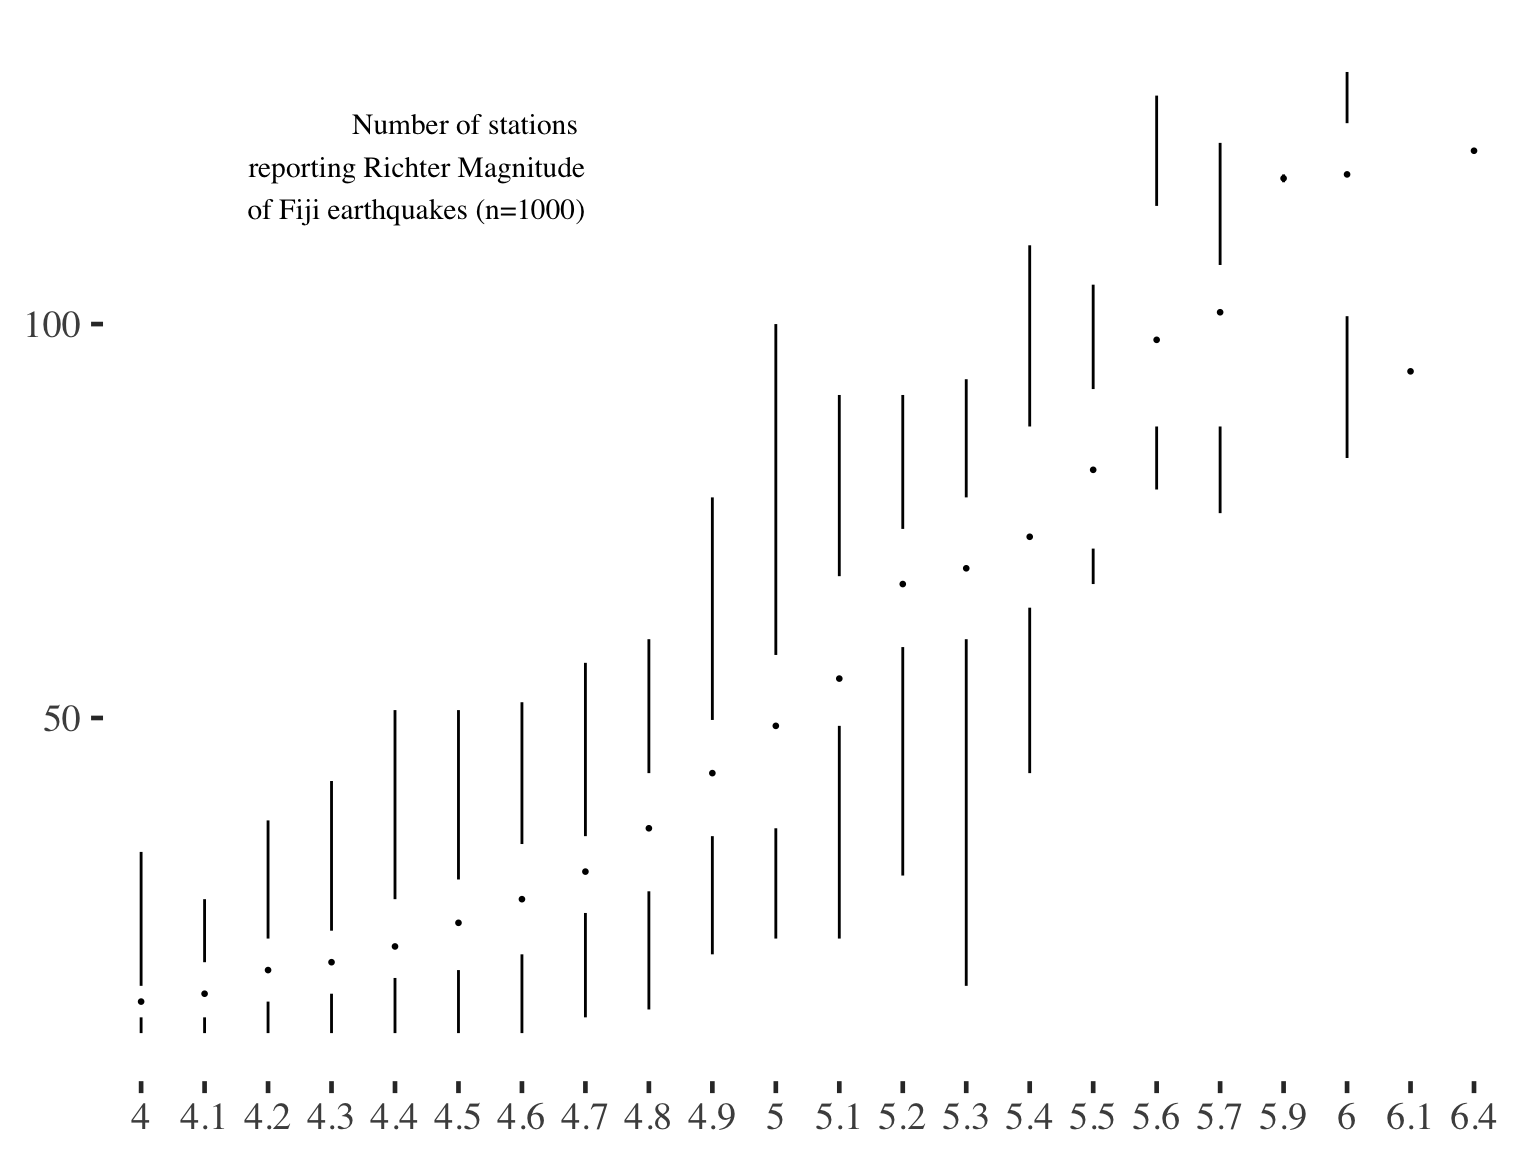 Number of stations
reporting Richter Magnitude
of Fiji earthquakes (n=1000)
100
50
4 4.1 4.2 4.3 4.4 4.5 4.6 4.7 4.8 4.9 5 5.1 5.2 5.3 5.4 5.5 5.6 5.7 5.9 6 6.1 6.4